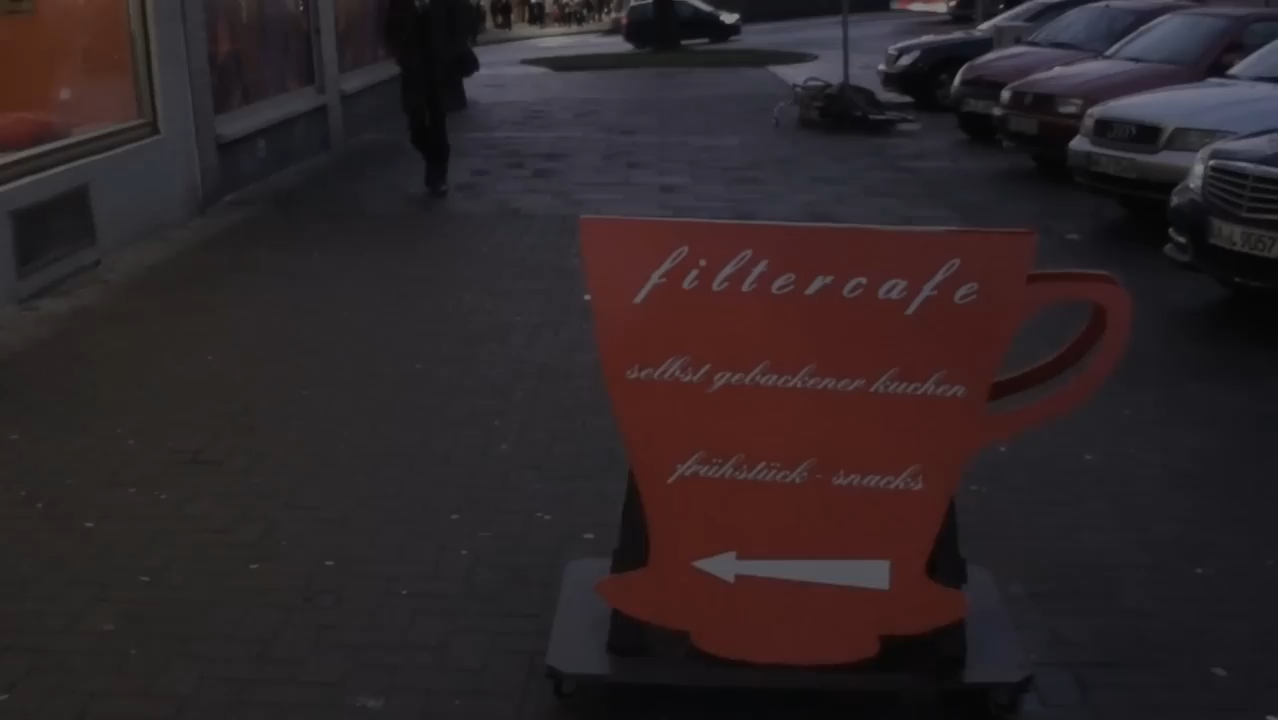 filtercafe
selbst gebackener kuchen
frühstück - snacks